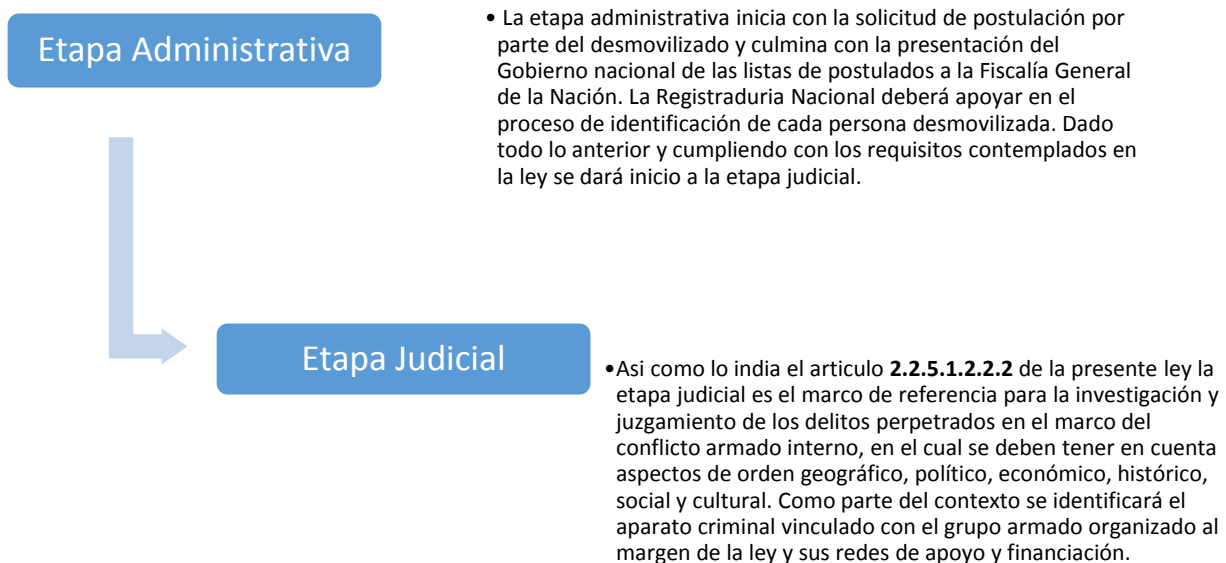 Etapa Administrativa
• La etapa administrativa inicia con la solicitud de postulación por
parte del desmovilizado y culmina con la presentación del
Gobierno nacional de las listas de postulados a la Fiscalía General
de la Nación. La Registraduria Nacional deberá apoyar en el
proceso de identificación de cada persona desmovilizada. Dado
todo lo anterior y cumpliendo con los requisitos contemplados en
la ley se dará inicio a la etapa judicial.
Etapa Judicial
•Asi como lo india el articulo 2.2.5.1.2.2.2 de la presente ley la
etapa judicial es el marco de referencia para la investigación y
juzgamiento de los delitos perpetrados en el marco del
conflicto armado interno, en el cual se deben tener en cuenta
aspectos de orden geográfico, político, económico, histórico,
social y cultural. Como parte del contexto se identificará el
aparato criminal vinculado con el grupo armado organizado al
margen de la ley y sus redes de apoyo y financiación.